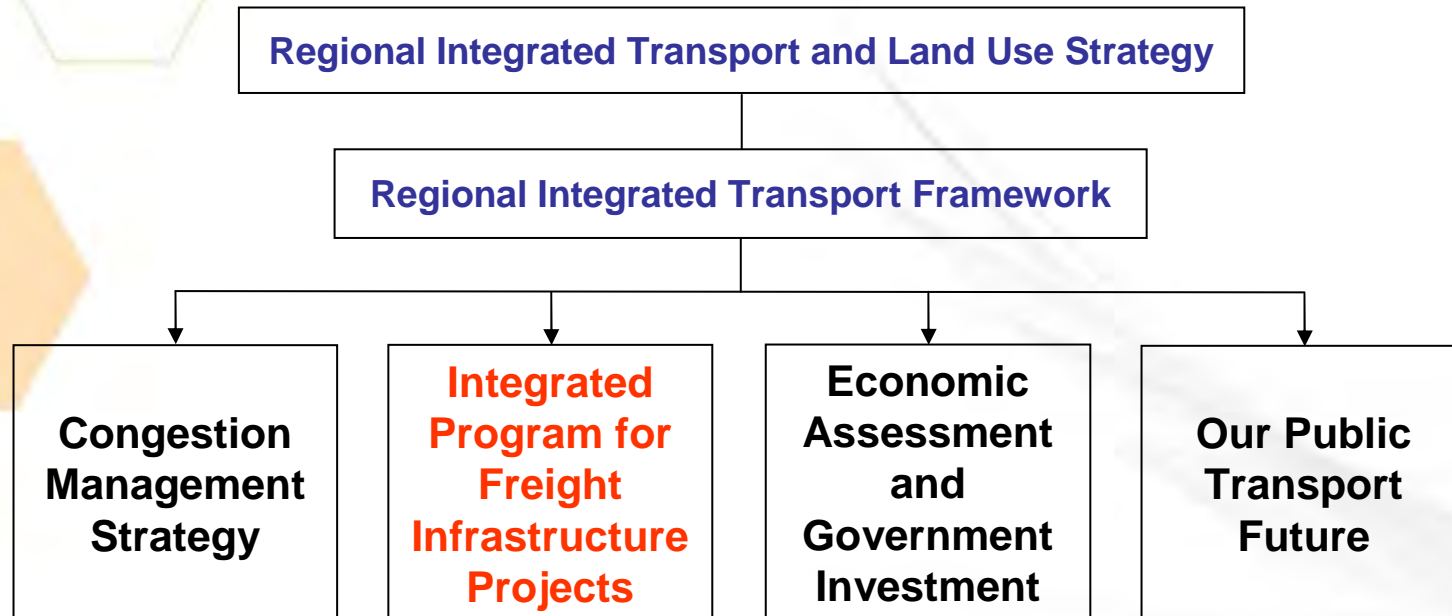 Regional Integrated Transport and Land Use Strategy
Regional Integrated Transport Framework
Congestion
Management
Strategy
Integrated
Program for
Freight
Infrastructure
Projects
Economic
Assessment
and
Government
Investment
Our Public
Transport
Future